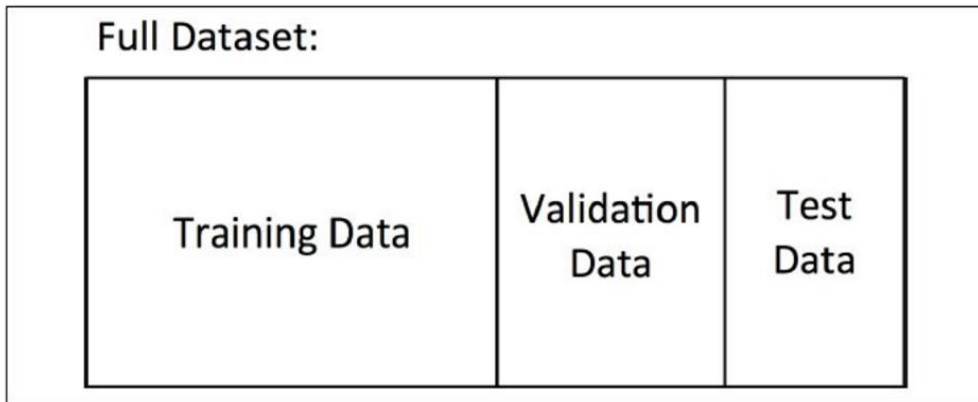 Full Dataset:
Training Data
Validation
Data
Test
Data